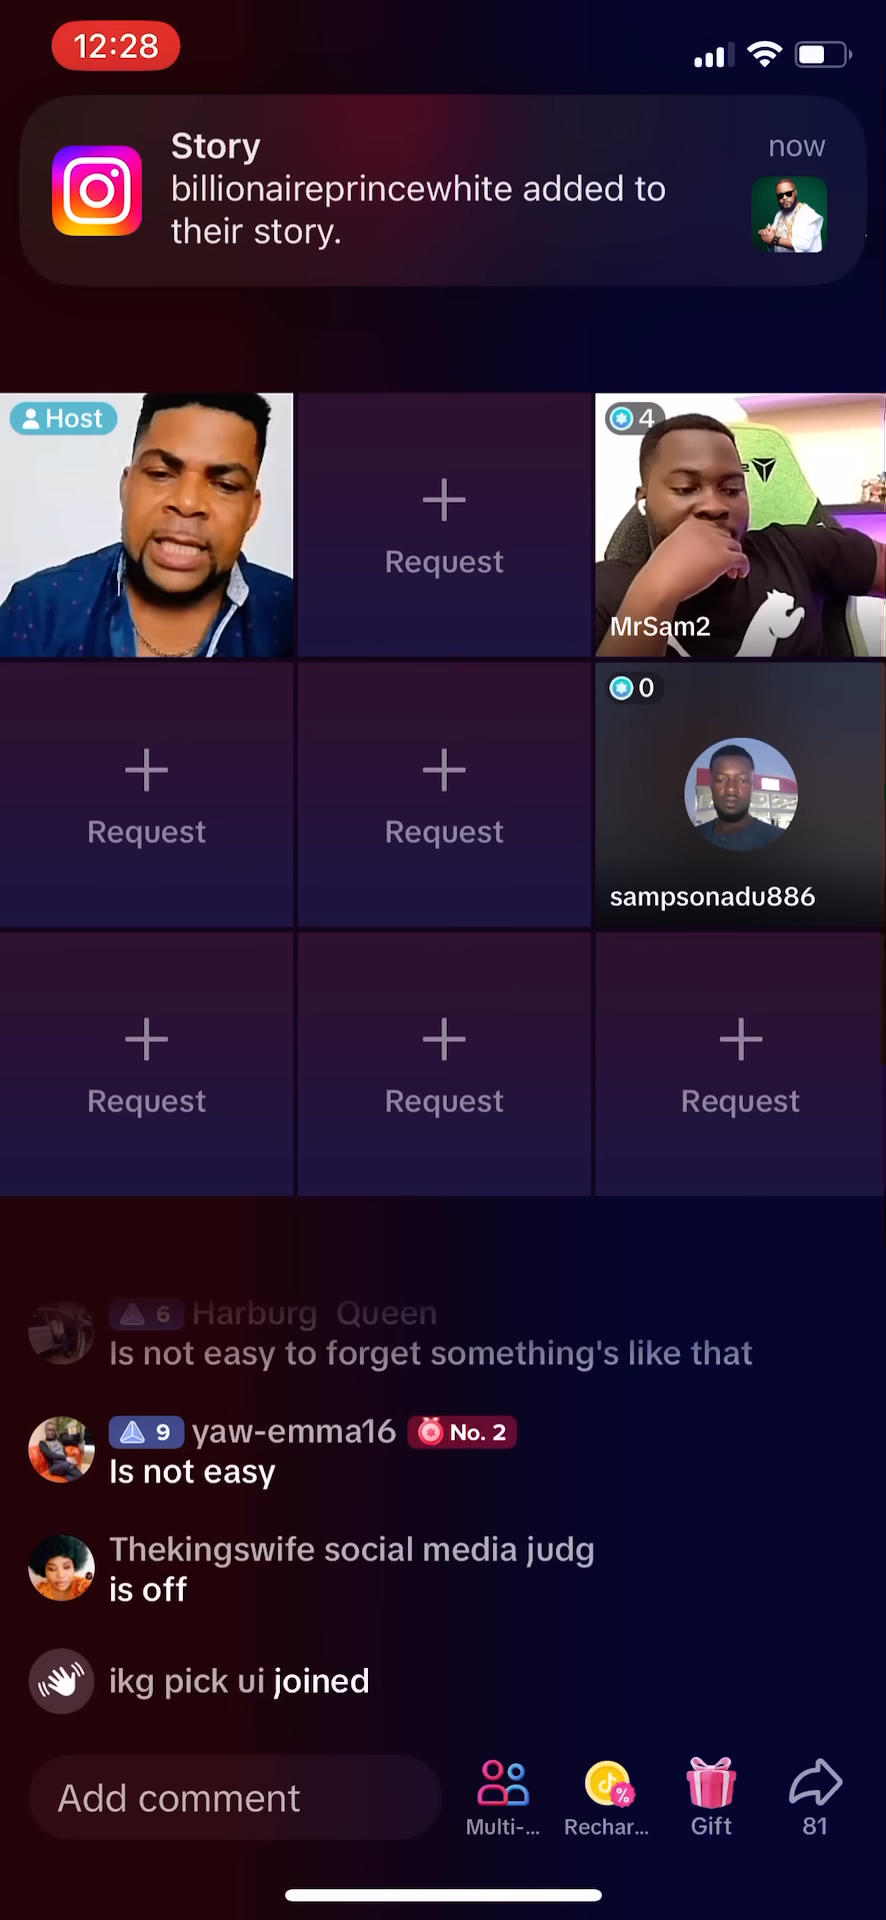 12:28
Story
now
billionaireprincewhite added to
their story.
Host
Request
4
MrSam2
Request
Request
0
sampsonadu886
Request
Request
Request
6 Harburg Queen
Is not easy to forget something's like that
9 yaw-emma16 No. 2
Is not easy
Thekingswife social media judg
is off
ikg pick ui joined
Add comment
Multi-...
Rechar...
Gift
81